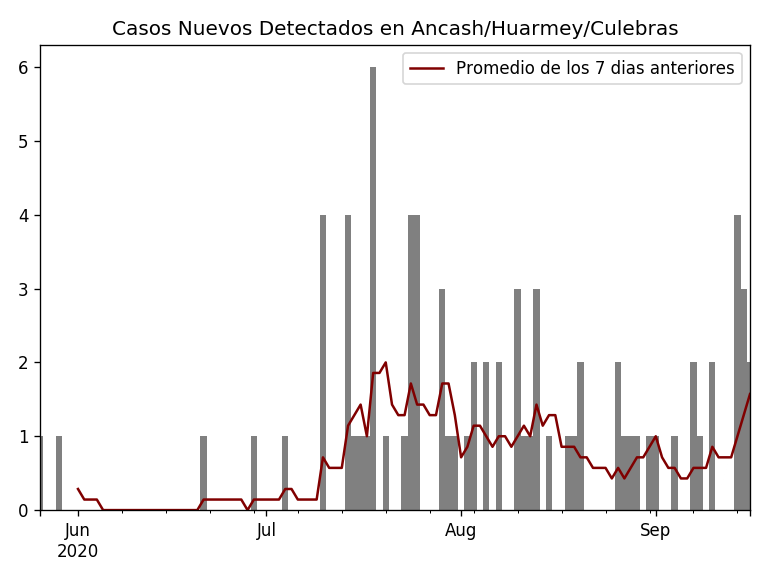 Casos Nuevos Detectados en Ancash/Huarmey/Culebras
Promedio de los 7 dias anteriores
6
5
4
3
2
1
0
Jun Jul Aug Sep
2020